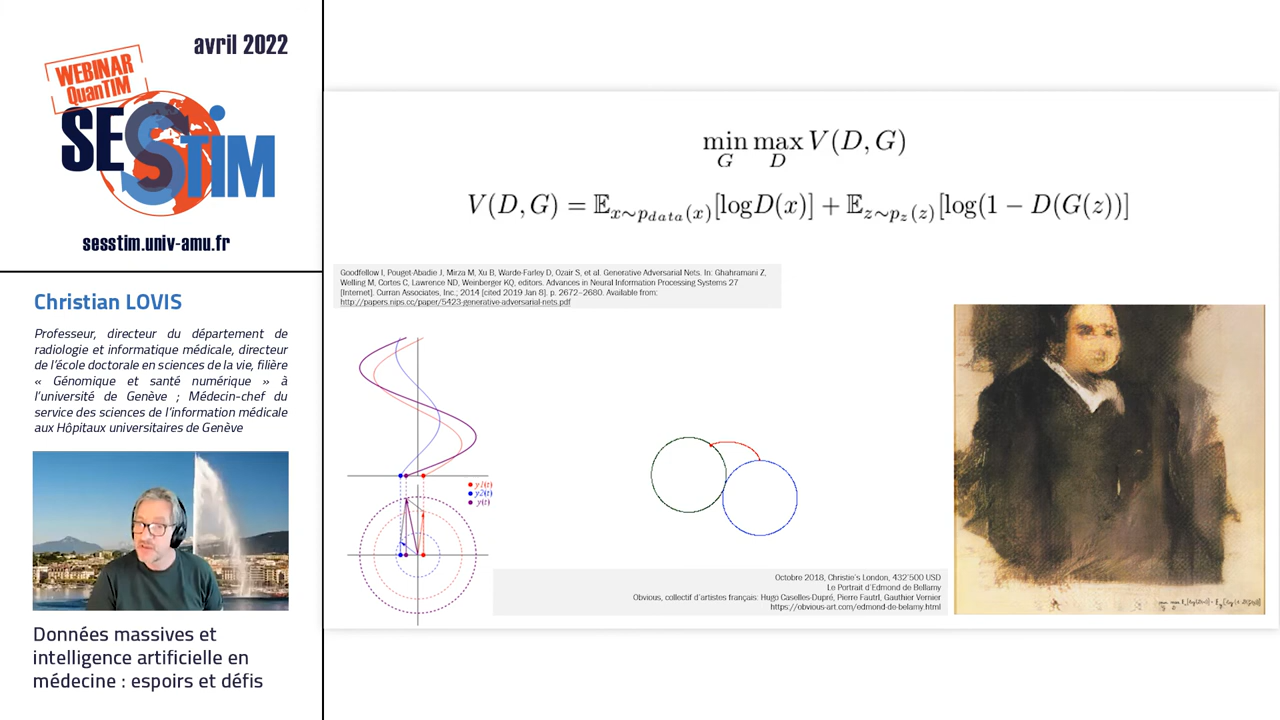 avril 2022
WEBINAR
QuanTIM
SESSTIM
sesstim.univ-amu.fr
Christian LOVIS
Professeur, directeur du département de
radiologie et informatique médicale, directeur
de l'école doctorale en sciences de la vie, filière
« Génomique et santé numérique » à
l'université de Genève ; Médecin-chef du
service des sciences de l'information médicale
aux Hôpitaux universitaires de Genève
Données massives et
intelligence artificielle en
médecine : espoirs et défis
min max V(D, G)
G D
V(D, G) = 𝔼x∼pdata(x)[logD(x)] + 𝔼z∼pz(z)[log(1 − D(G(z))]
Goodfellow I, Pouget-Abadie J, Mirza M, Xu B, Warde-Farley D, Ozair S, et al. Generative Adversarial Nets. In: Ghahramani Z,
Welling M, Cortes C, Lawrence ND, Weinberger KQ, editors. Advances in Neural Information Processing Systems 27
[Internet]. Curran Associates, Inc.; 2014 [cited 2019 Jan 8]. p. 2672–2680. Available from:
http://papers.nips.cc/paper/5423-generative-adversarial-nets.pdf
y1(t)
y2(t)
y(t)
Octobre 2018, Christie's London, 432'500 USD
Le Portrait d'Edmond de Bellamy
Obvious, collectif d'artistes français: Hugo Caselles-Dupré, Pierre Fautrl, Gauthier Vernier
https://obvious-art.com/edmond-de-belamy.html